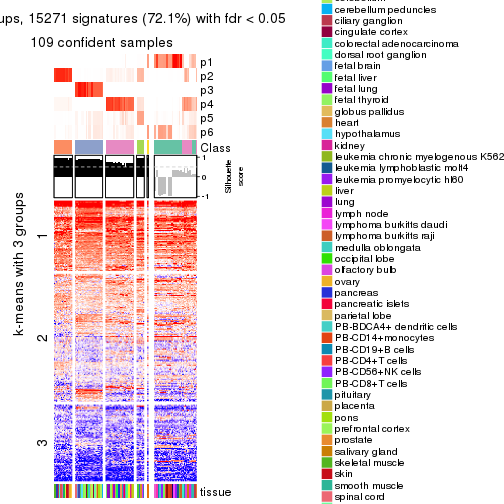 ups, 15271 signatures (72.1%) with fdr < 0.05
109 confident samples
p1
p2
p3
p4
p5
p6
Class
1
0
-1
Silhouette
score
k-means with 3 groups
1
2
3
tissue
cerebellum peduncles
ciliary ganglion
cingulate cortex
colorectal adenocarcinoma
dorsal root ganglion
fetal brain
fetal liver
fetal lung
fetal thyroid
globus pallidus
heart
hypothalamus
kidney
leukemia chronic myelogenous K562
leukemia lymphoblastic molt4
leukemia promyelocytic hl60
liver
lung
lymph node
lymphoma burkitts daudi
lymphoma burkitts raji
medulla oblongata
occipital lobe
olfactory bulb
ovary
pancreas
pancreatic islets
parietal lobe
PB-BDCA4+ dendritic cells
PB-CD14+monocytes
PB-CD19+B cells
PB-CD4+T cells
PB-CD56+NK cells
PB-CD8+T cells
pituitary
placenta
pons
prefrontal cortex
prostate
salivary gland
skeletal muscle
skin
smooth muscle
spinal cord